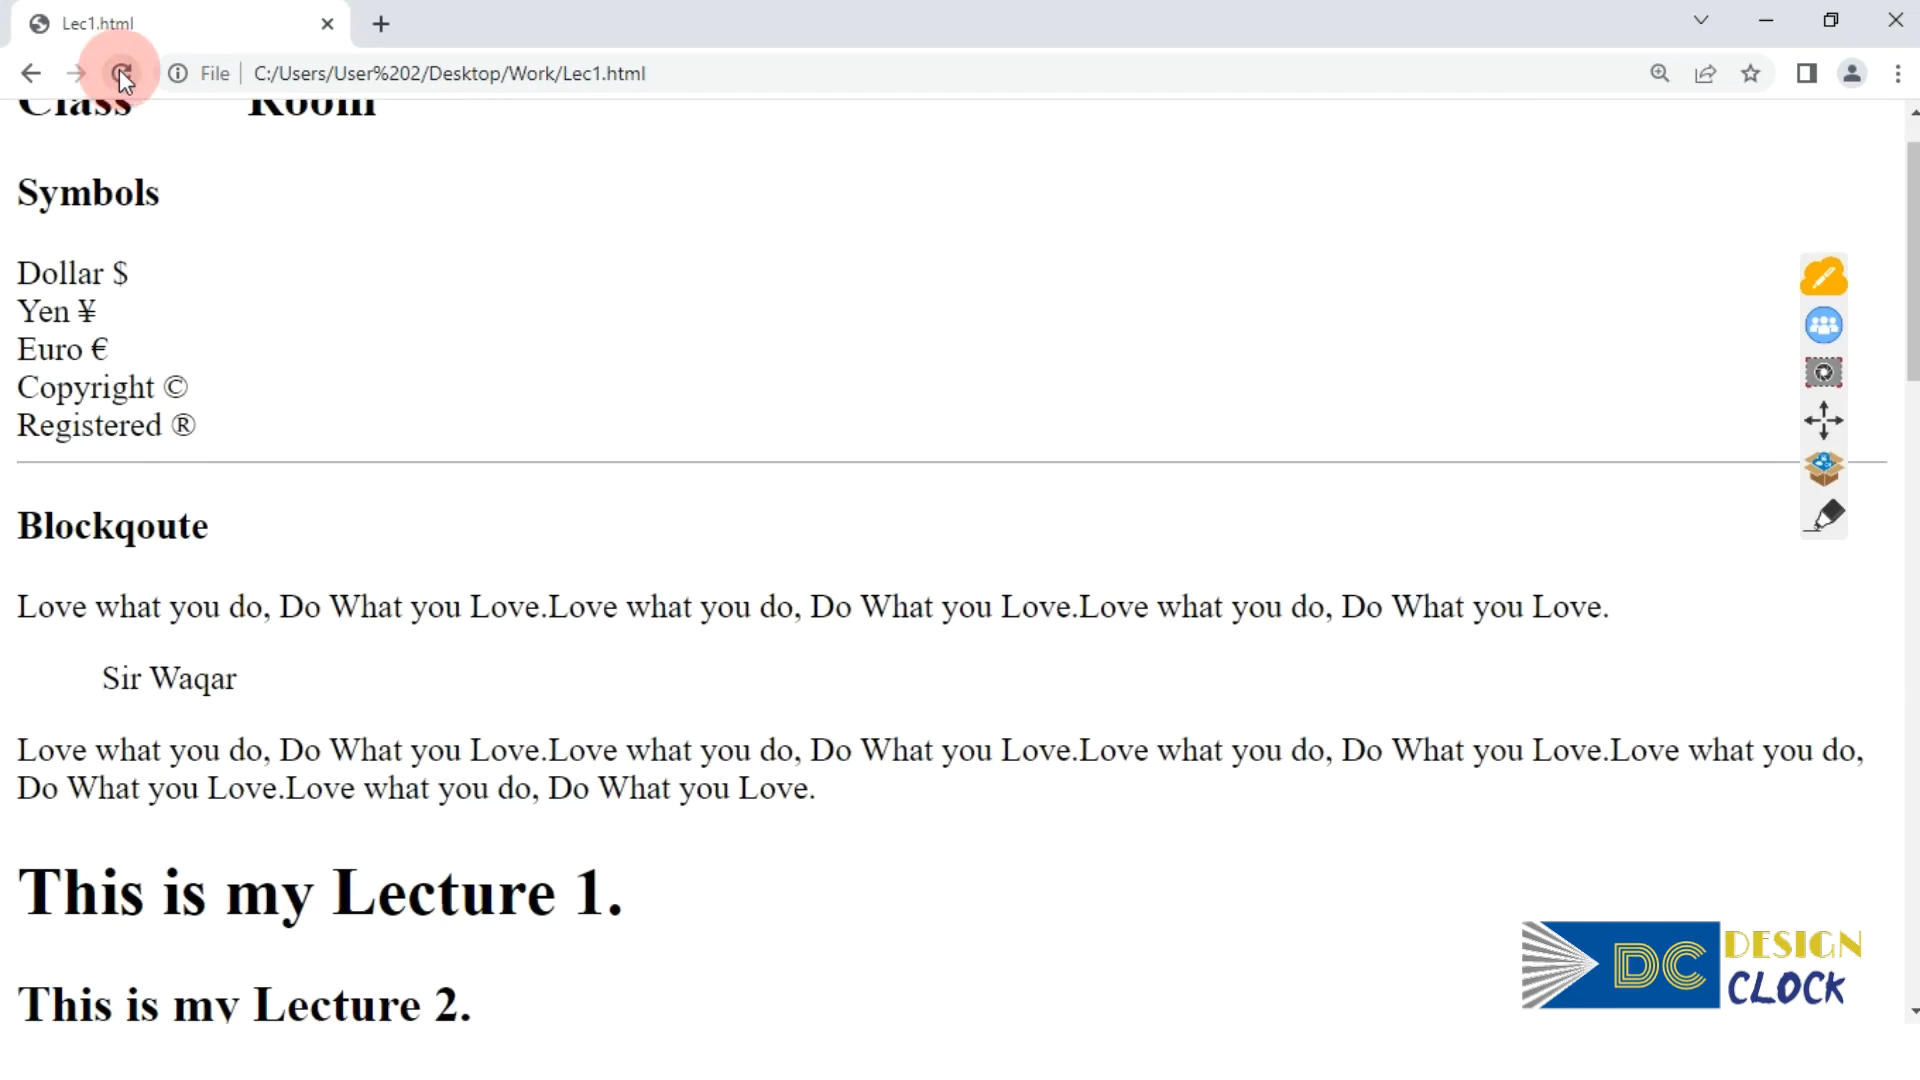 Lec1.html
File
C:/Users/User%202/Desktop/Work/Lec1.html
Class Room
Symbols
Dollar $
Yen ¥
Euro €
Copyright ©
Registered ®
Blockqoute
Love what you do, Do What you Love.Love what you do, Do What you Love.Love what you do, Do What you Love.
Sir Waqar
Love what you do, Do What you Love.Love what you do, Do What you Love.Love what you do, Do What you Love.Love what you do,
Do What you Love.Love what you do, Do What you Love.
This is my Lecture 1.
This is my Lecture 2.
DC DESIGN
CLOCK